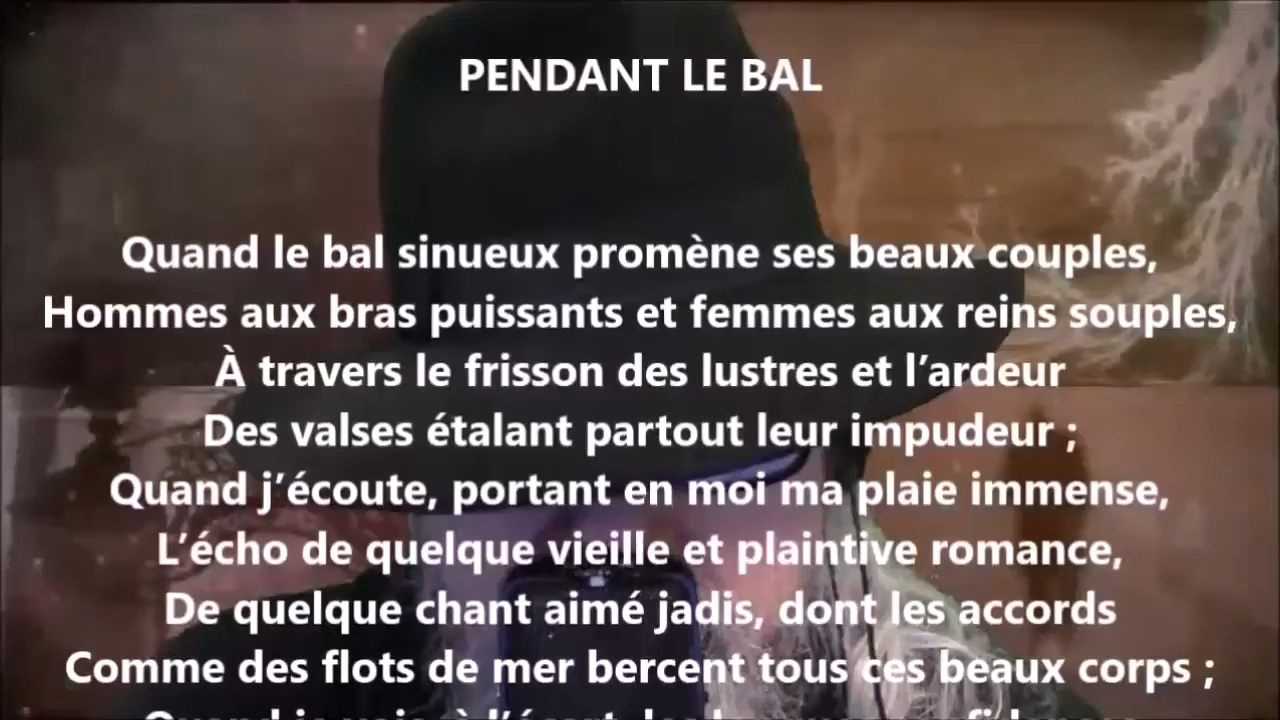 PENDANT LE BAL
Quand le bal sinueux promène ses beaux couples,
Hommes aux bras puissants et femmes aux reins souples,
À travers le frisson des lustres et l’ardeur
Des valses étalant partout leur impudeur ;
Quand j’écoute, portant en moi ma plaie immense,
L’écho de quelque vieille et plaintive romance,
De quelque chant aimé jadis, dont les accords
Comme des flots de mer bercent tous ces beaux corps ;